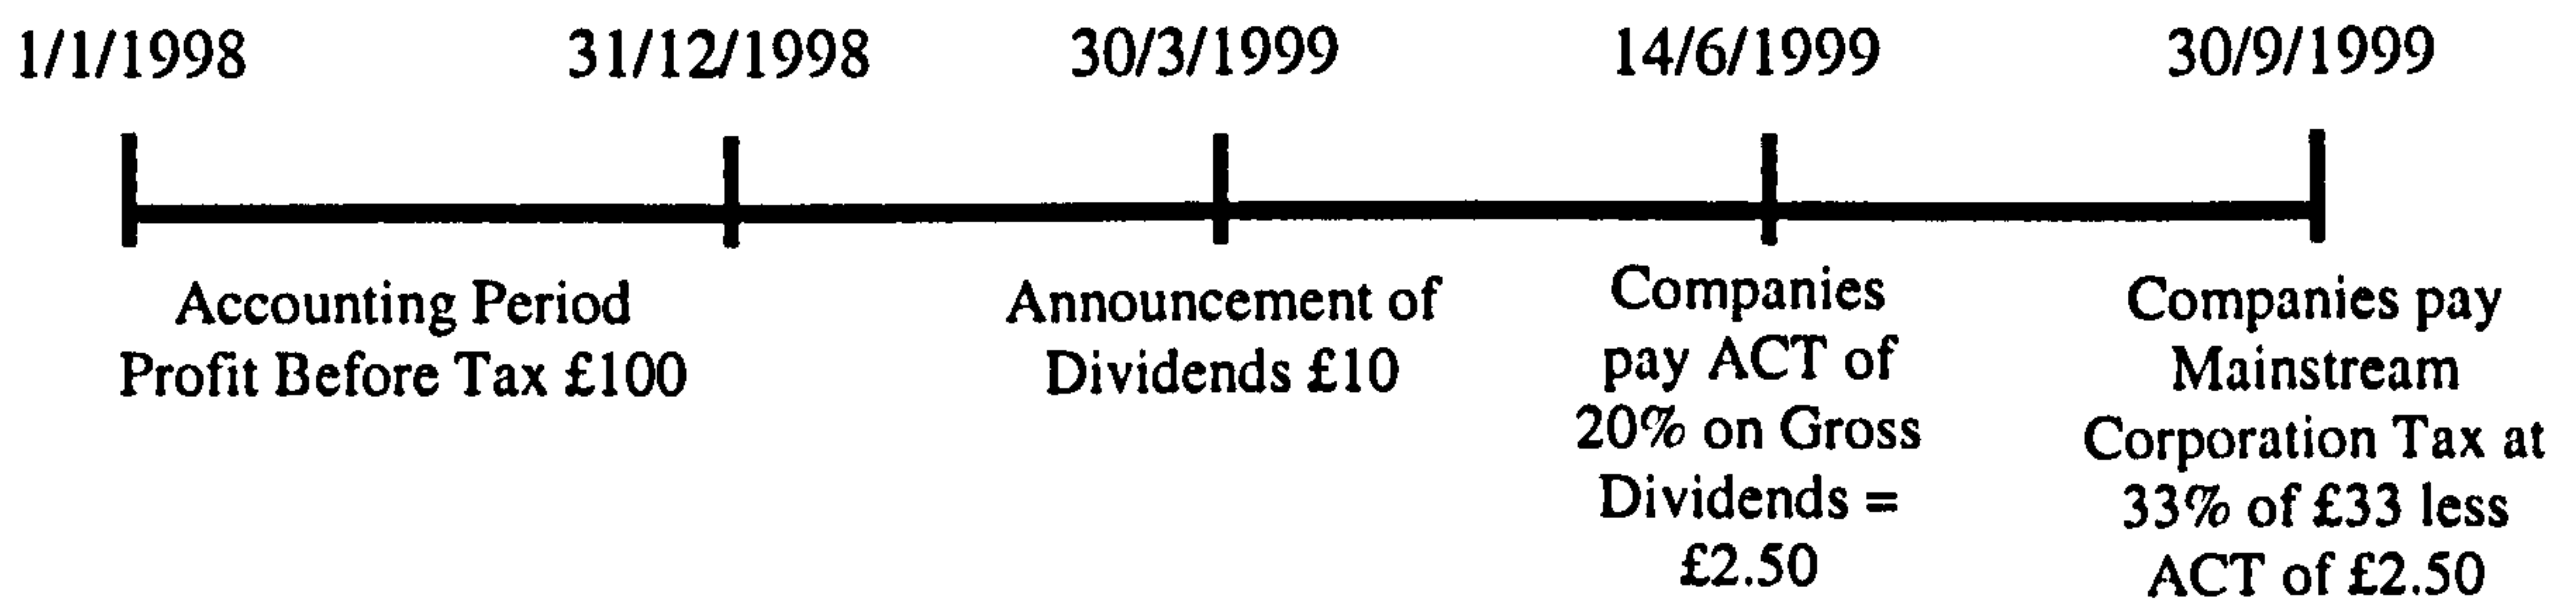 1/1/1998 31/12/1998 30/3/1999 14/6/1999 30/9/1999
Accounting Period
Profit Before Tax £100
Announcement of
Dividends £10
Companies
pay ACT of
20% on Gross
Dividends =
£2.50
Companies pay
Mainstream
Corporation Tax at
33% of £33 less
ACT of £2.50